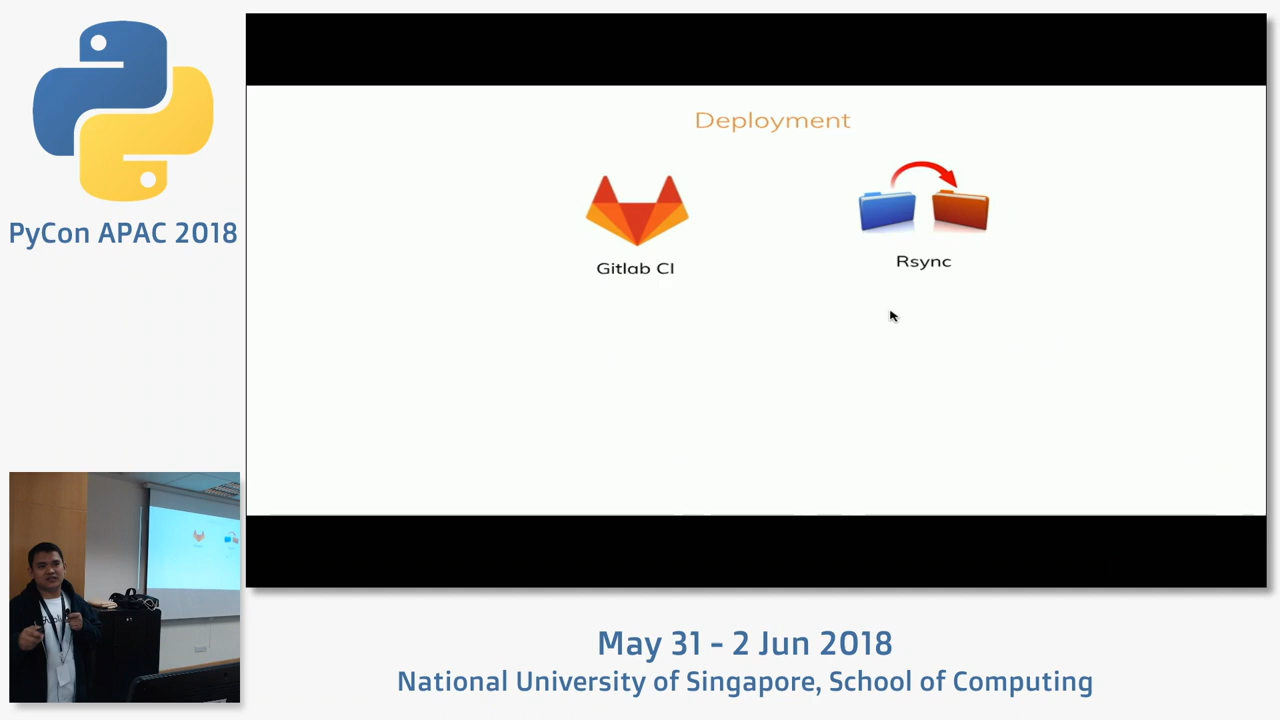 PyCon APAC 2018
Deployment
Gitlab CI
Rsync
May 31 - 2 Jun 2018
National University of Singapore, School of Computing